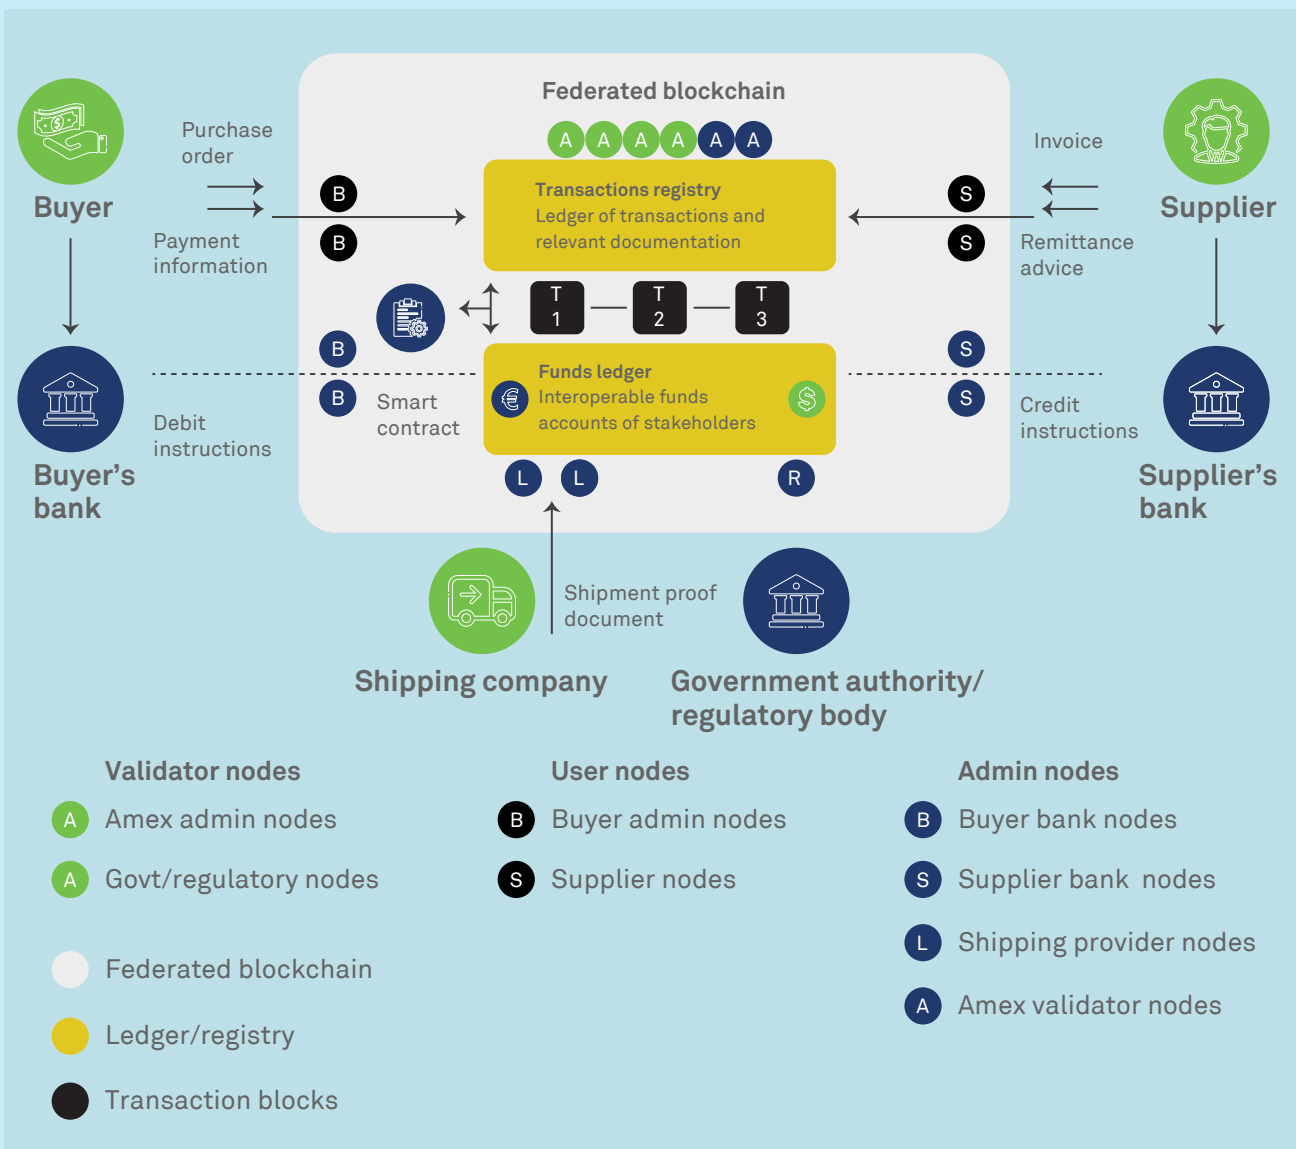 Federated blockchain
A A A A A A
Buyer
Purchase
order
Payment
information
B
B
Transactions registry
Ledger of transactions and
relevant documentation
S
S
Invoice
Remittance
advice
Supplier
T
1
T
2
T
3
B
B
Smart
contract
Funds ledger
Interoperable funds
accounts of stakeholders
€
$
S
S
Debit
instructions
Credit
instructions
Buyer's
bank
Supplier's
bank
L L R
Shipment proof
document
Shipping company
Government authority/
regulatory body
Validator nodes
A Amex admin nodes
A Govt/regulatory nodes
Federated blockchain
Ledger/registry
Transaction blocks
User nodes
B Buyer admin nodes
S Supplier nodes
Admin nodes
B Buyer bank nodes
S Supplier bank nodes
L Shipping provider nodes
A Amex validator nodes